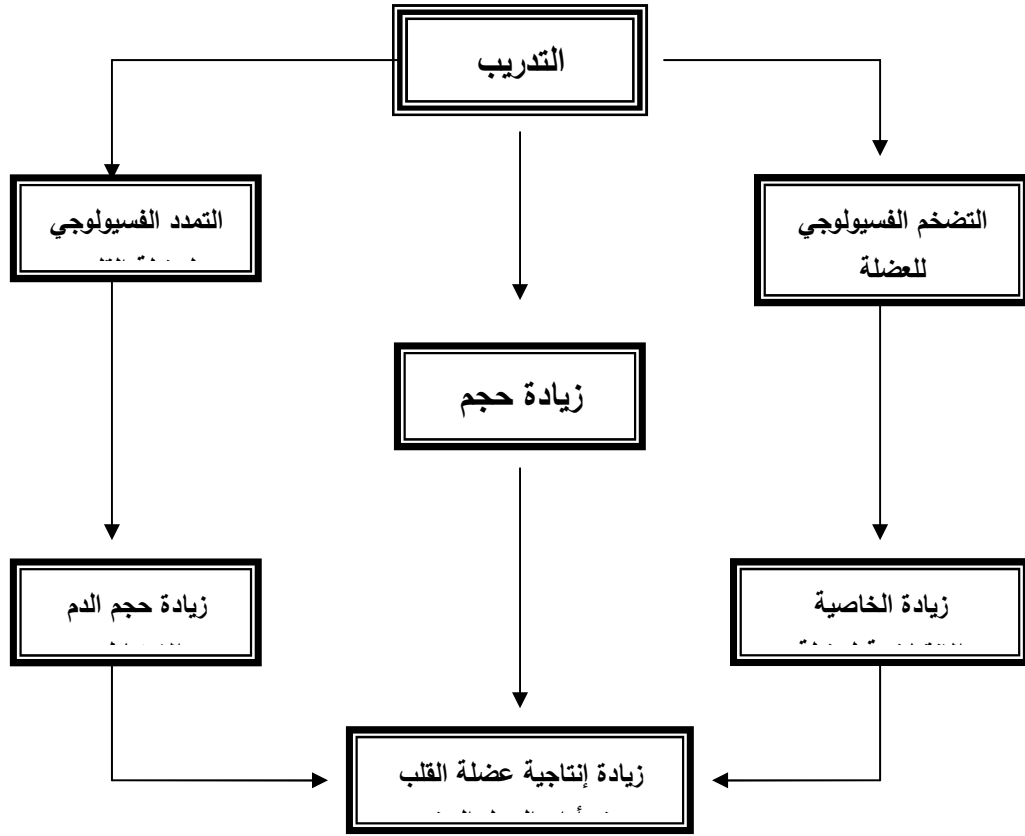 التدريب
التضخم الفسيولوجي
للعضلة
التمدد الفسيولوجي
زيادة حجم
زيادة الخاصية
زيادة حجم الدم
زيادة إنتاجية عضلة القلب